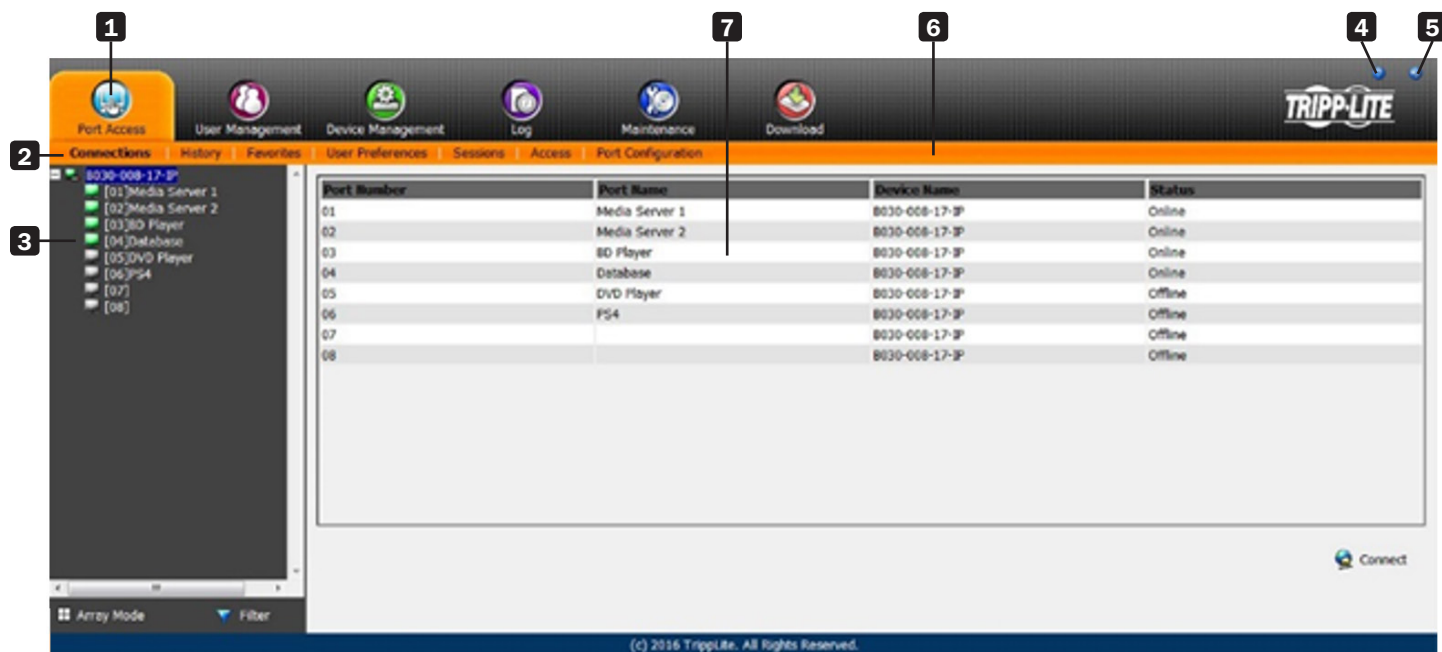 1 7 6 4 5
TRIPP·LITE
Port Access User Management Device Management Log Maintenance Download
2
Connections | History | Favorites | User Preferences | Sessions | Access | Port Configuration
B030-008-17-IP
[01]Media Server 1
[02]Media Server 2
[03]BD Player
3
[04]Database
[05]DVD Player
[06]PS4
[07]
[08]
Port Number Port Name Device Name Status
01 Media Server 1 B030-008-17-IP Online
02 Media Server 2 B030-008-17-IP Online
03 BD Player B030-008-17-IP Online
04 Database B030-008-17-IP Online
05 DVD Player B030-008-17-IP Offline
06 PS4 B030-008-17-IP Offline
07 B030-008-17-IP Offline
08 B030-008-17-IP Offline
Connect
Array Mode Filter
(c) 2016 TrippLite. All Rights Reserved.